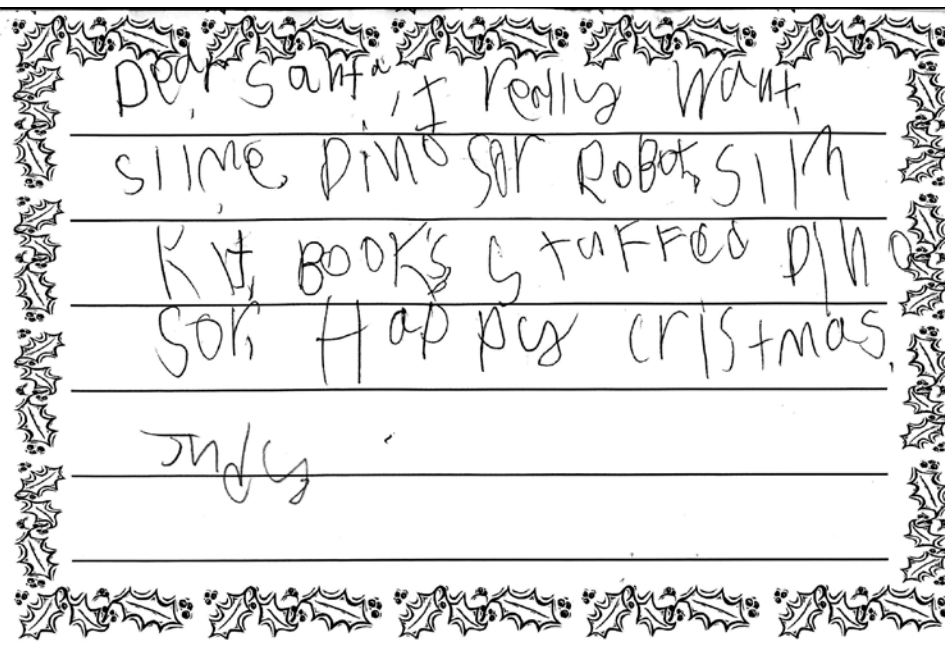 Dear santa, I really want
slime, Dino sor Robot, Slim
Kit, BOOK'S, Stuffed Dino
sor, Happy cristmas,
Judy